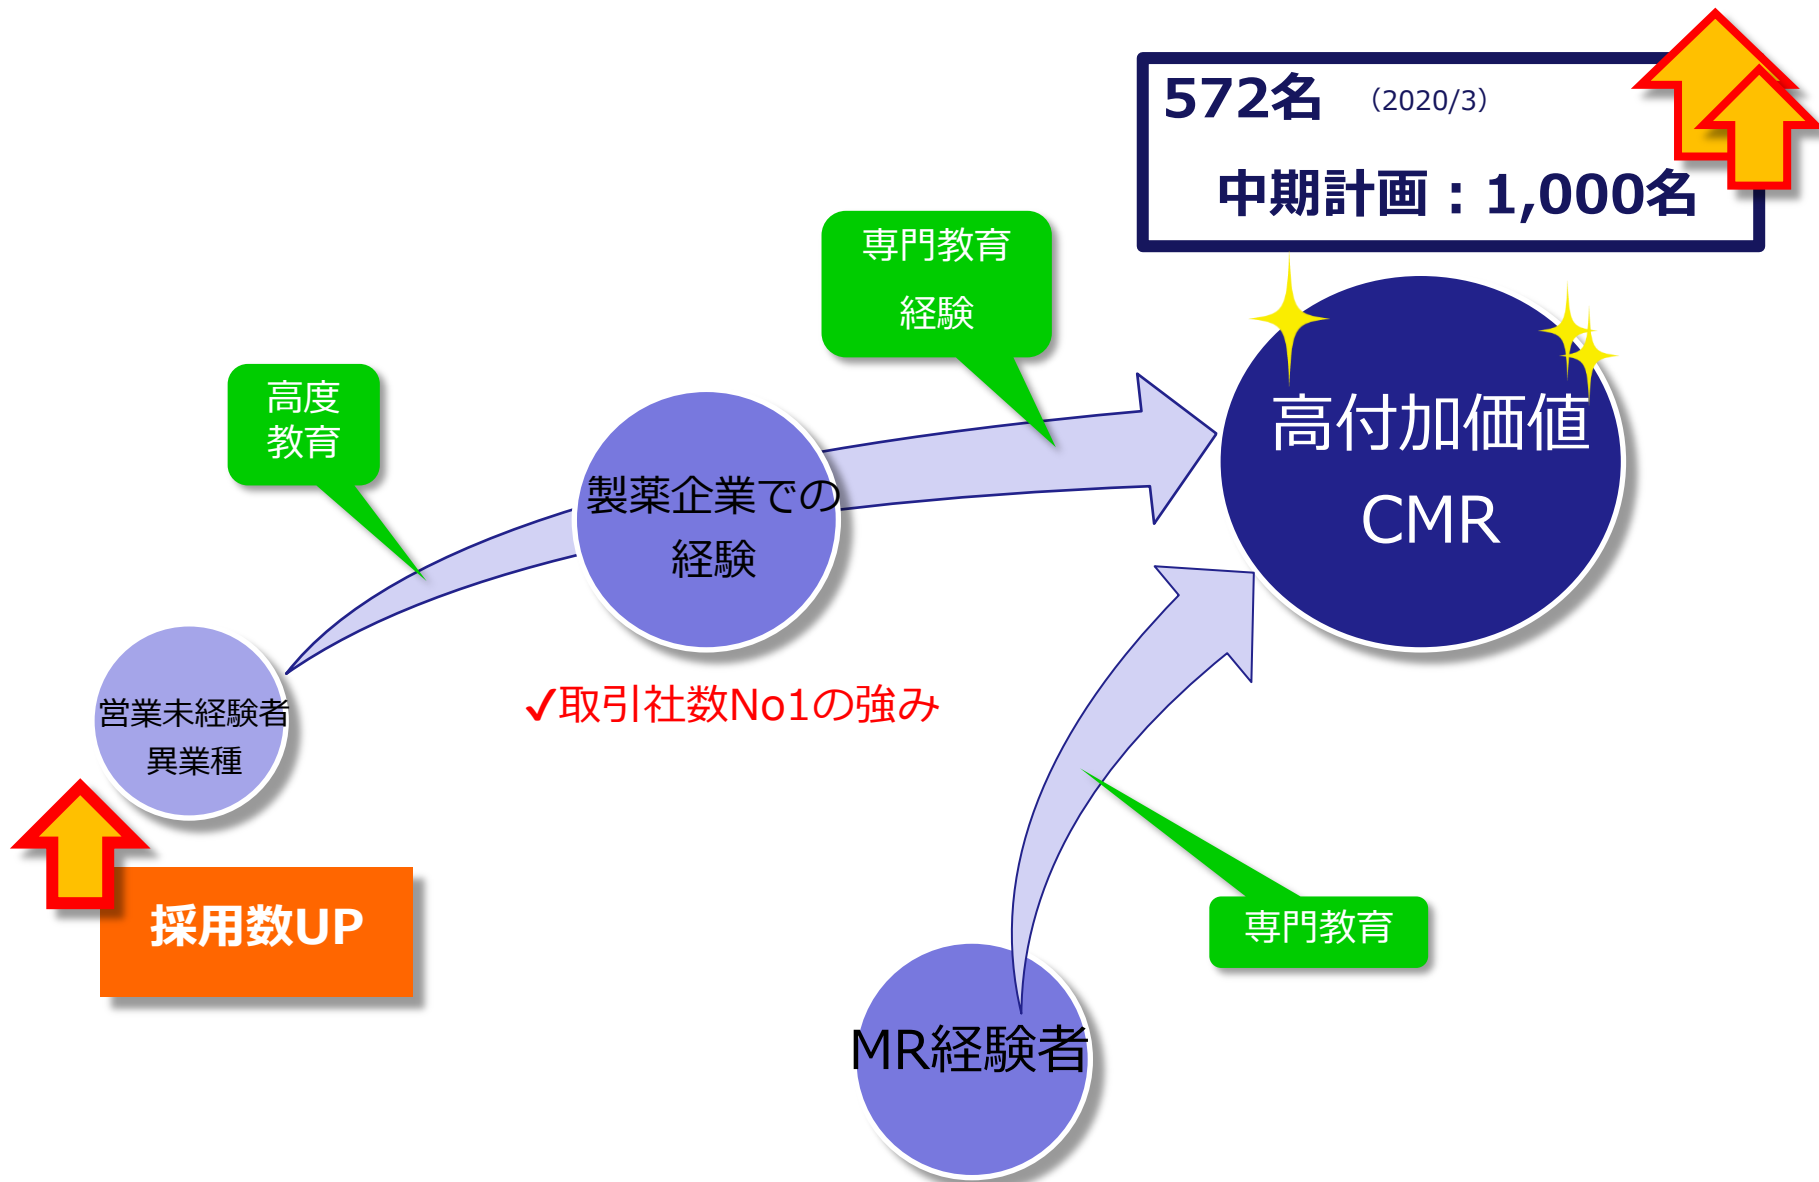 572名 （2020/3）
中期計画：1,000名
専門教育
経験
高度
教育
製薬企業での
経験
高付加価値
CMR
営業未経験者
異業種
✓取引社数No1の強み
採用数UP
専門教育
MR経験者